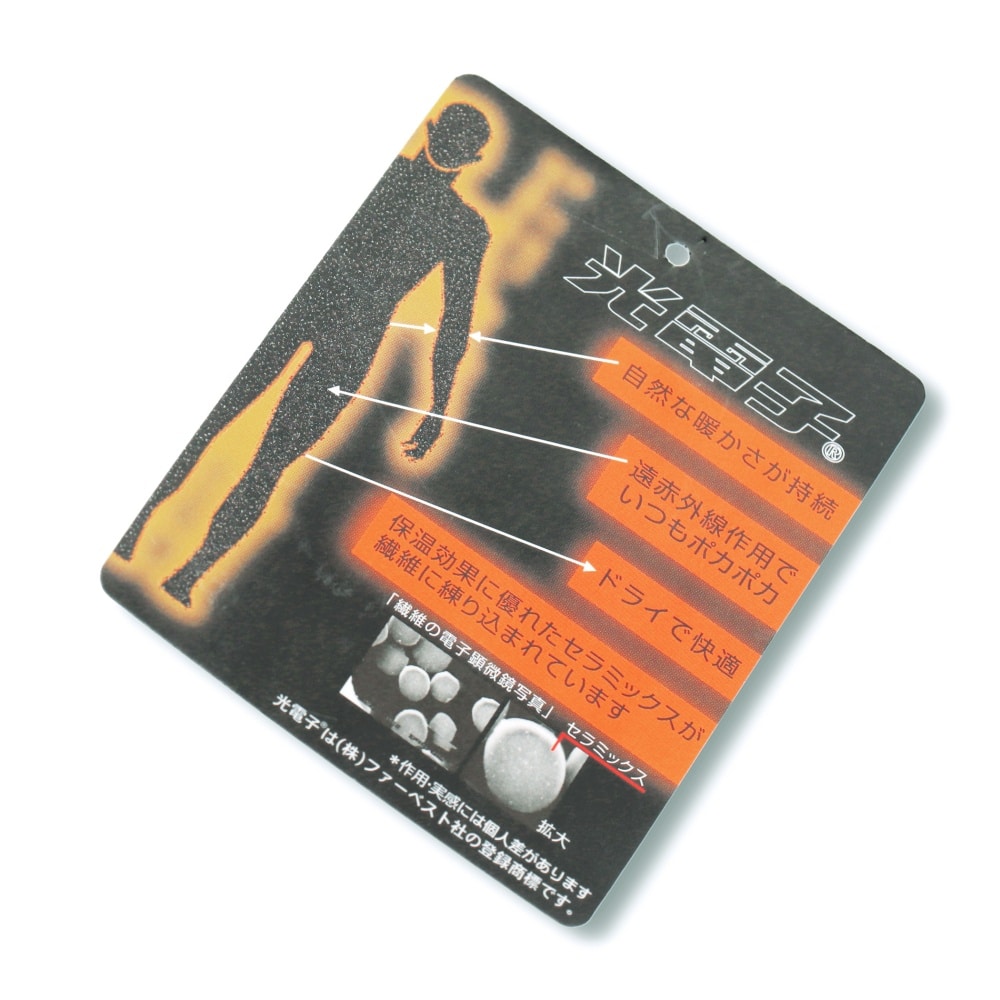 光電子®
自然な暖かさが持続
遠赤外線作用で
いつもポカポカ
ドライで快適
保温効果に優れたセラミックスが
繊維に練り込まれています
「繊維の電子顕微鏡写真」
セラミックス
拡大
*作用・実感には個人差があります
光電子®は(株)ファーベスト社の登録商標です。